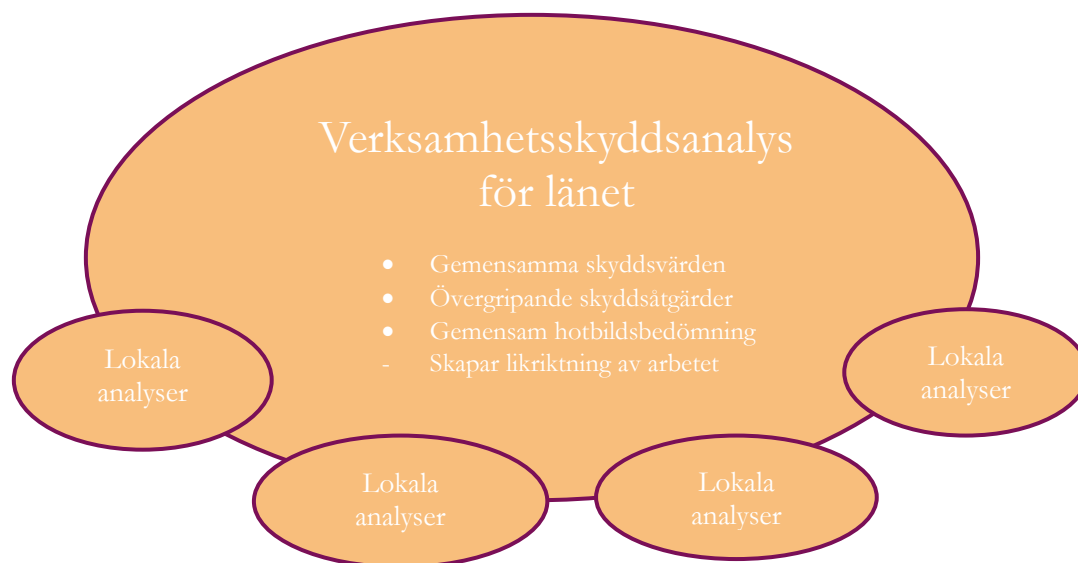 Verksamhetsskyddsanalys
för länet
• Gemensamma skyddsvärden
• Övergripande skyddsåtgärder
• Gemensam hotbildsbedömning
- Skapar likriktning av arbetet
Lokala
analyser
Lokala
analyser
Lokala
analyser
Lokala
analyser